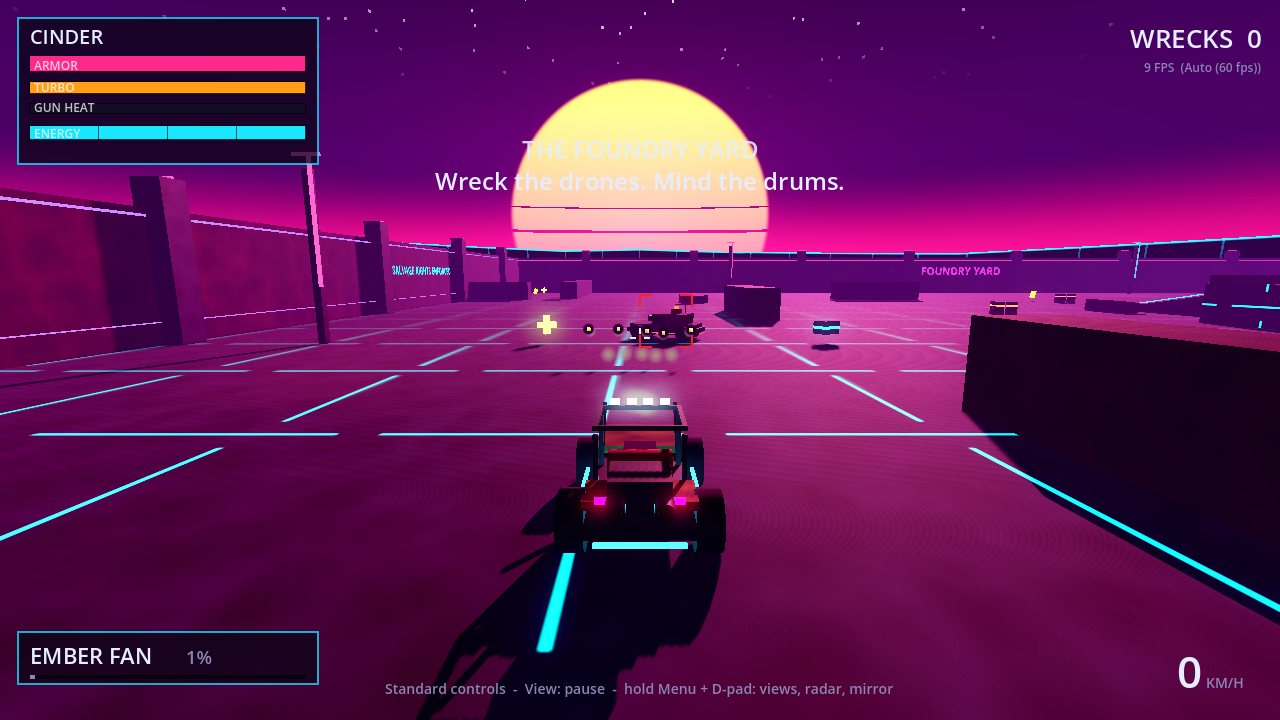 CINDER
ARMOR
TURBO
GUN HEAT
ENERGY
WRECKS 0
9 FPS (Auto (60 fps))
THE FOUNDRY YARD
Wreck the drones. Mind the drums.
FOUNDRY YARD
EMBER FAN 1%
Standard controls - View: pause - hold Menu + D-pad: views, radar, mirror
0 KM/H